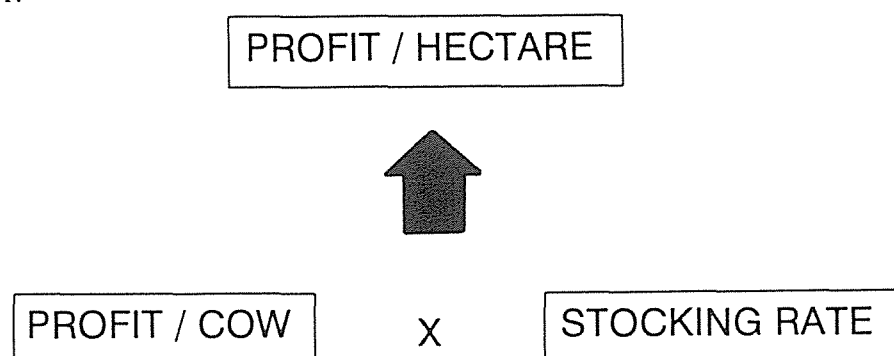 PROFIT / HECTARE
PROFIT / COW X STOCKING RATE